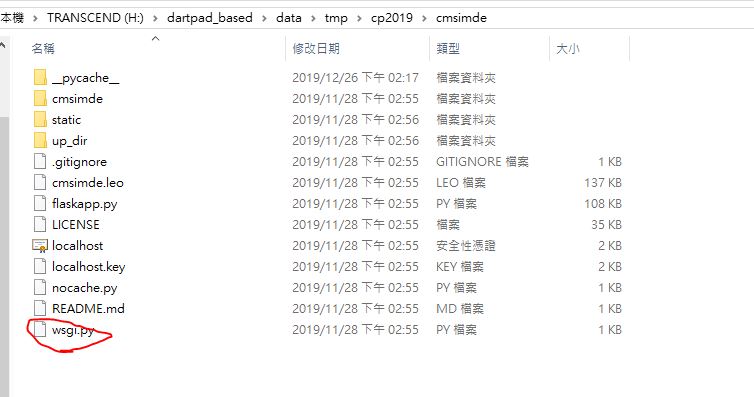 本機 › TRANSCEND (H:) › dartpad_based › data › tmp › cp2019 › cmsimde
名稱 修改日期 類型 大小
__pycache__ 2019/12/26 下午 02:17 檔案資料夾
cmsimde 2019/11/28 下午 02:55 檔案資料夾
static 2019/11/28 下午 02:56 檔案資料夾
up_dir 2019/11/28 下午 02:56 檔案資料夾
.gitignore 2019/11/28 下午 02:55 GITIGNORE 檔案 1 KB
cmsimde.leo 2019/11/28 下午 02:55 LEO 檔案 137 KB
flaskapp.py 2019/11/28 下午 02:55 PY 檔案 108 KB
LICENSE 2019/11/28 下午 02:55 檔案 35 KB
localhost 2019/11/28 下午 02:55 安全性憑證 2 KB
localhost.key 2019/11/28 下午 02:55 KEY 檔案 2 KB
nocache.py 2019/11/28 下午 02:55 PY 檔案 1 KB
README.md 2019/11/28 下午 02:55 MD 檔案 1 KB
wsgi.py 2019/11/28 下午 02:55 PY 檔案 1 KB